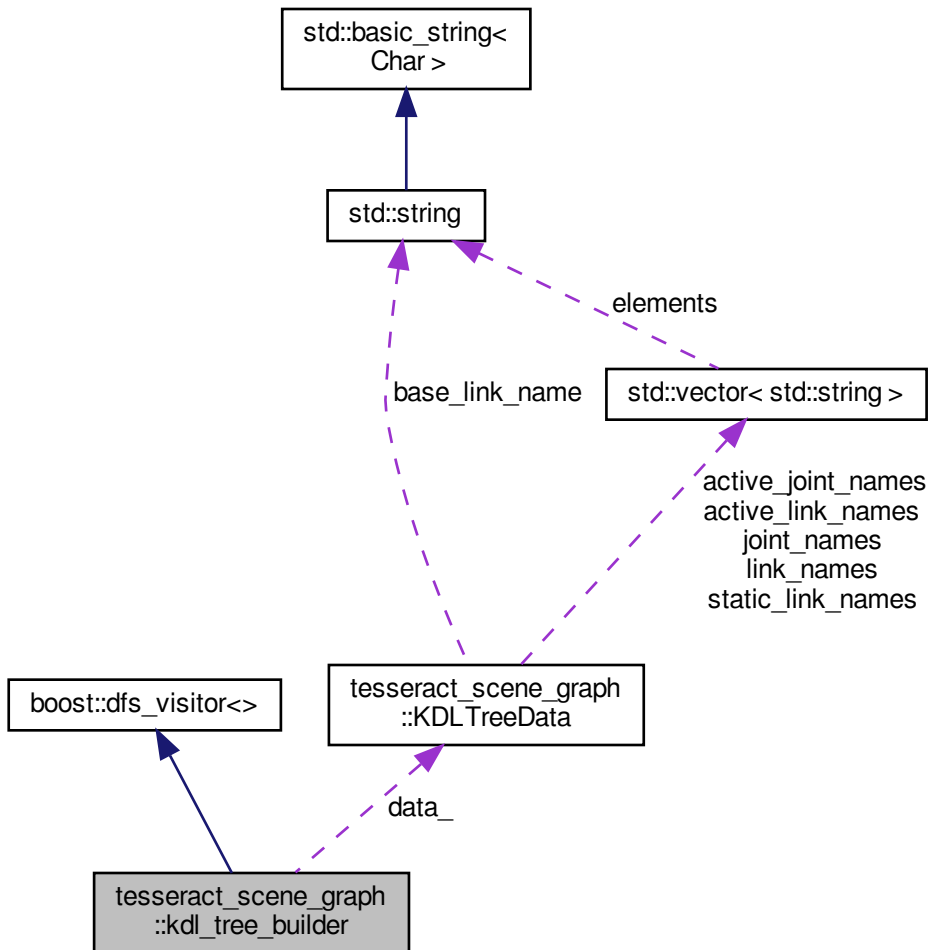 std::basic_string<
Char >
std::string
elements
std::vector< std::string >
base_link_name
active_joint_names
active_link_names
joint_names
link_names
static_link_names
tesseract_scene_graph
::KDLTreeData
boost::dfs_visitor<>
data_
tesseract_scene_graph
::kdl_tree_builder